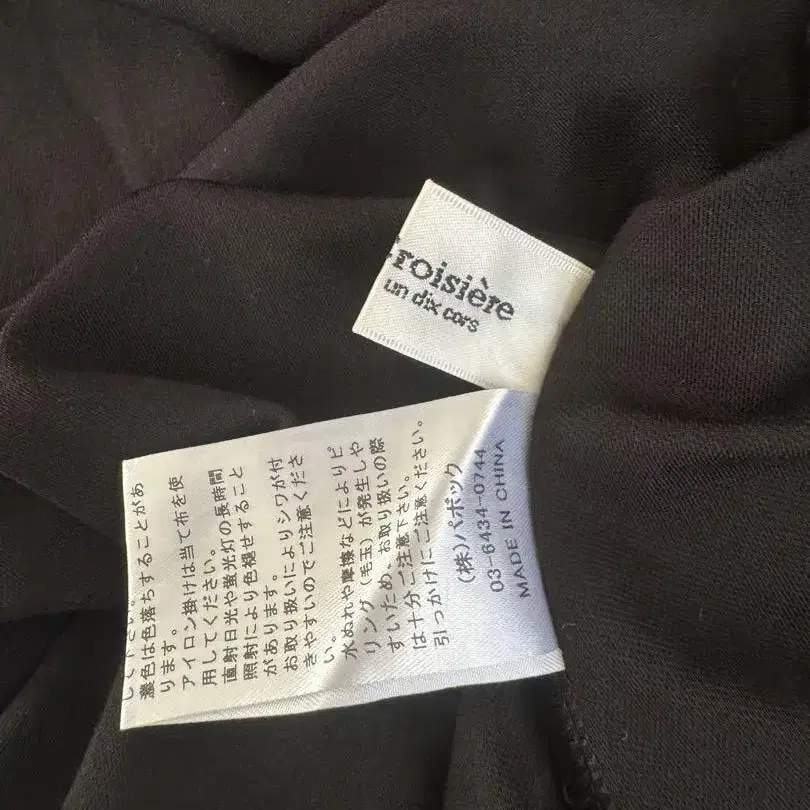 roisière
un dix cors
濃色は色落ちすることがあ
ります。
アイロン掛けは当て布を使
用してください。
直射日光や蛍光灯の長時間
照射により色褪せすること
があります。
お取り扱いによりシワが付
きやすいのでご注意くださ
い。
水ぬれや摩擦などによりピ
リング（毛玉）が発生しや
すいため、お取り扱いの際
は十分ご注意下さい。
引っかけにご注意ください。
(株)パボック
03-6434-0744
MADE IN CHINA